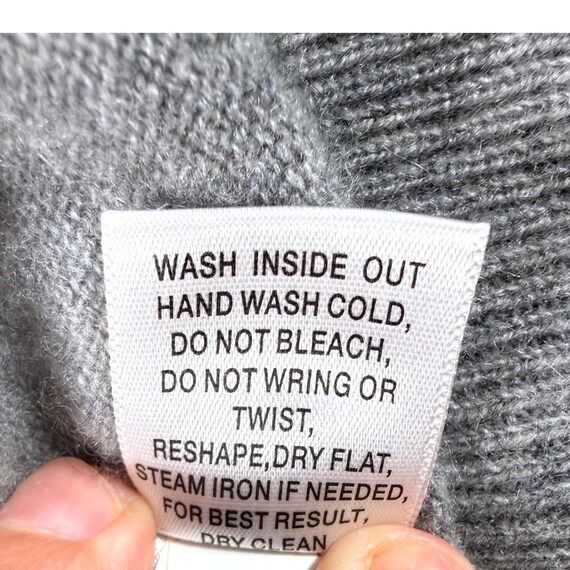 WASH INSIDE OUT
HAND WASH COLD,
DO NOT BLEACH,
DO NOT WRING OR
TWIST,
RESHAPE,DRY FLAT,
STEAM IRON IF NEEDED,
FOR BEST RESULT,
DRY CLEAN